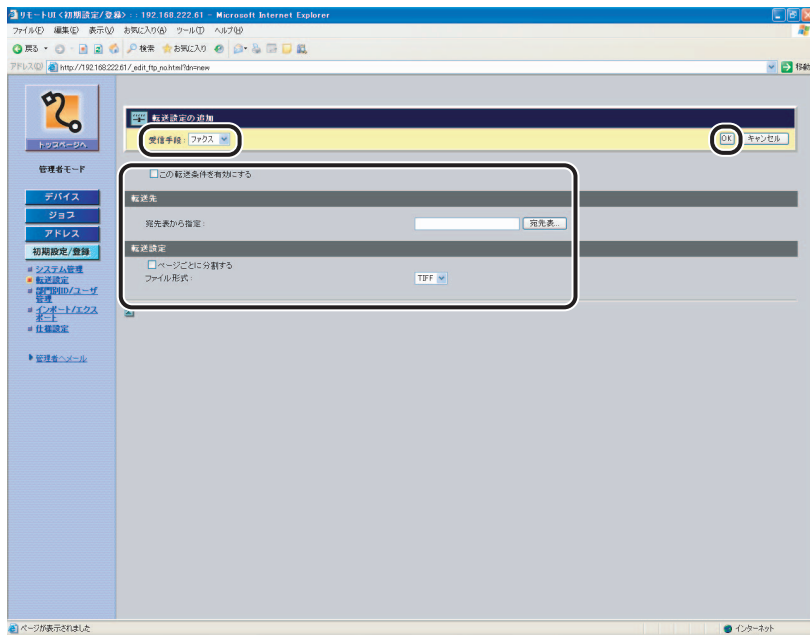 リモートUI <初期設定/登録> : : 192.168.222.61 - Microsoft Internet Explorer
ファイル(F) 編集(E) 表示(V) お気に入り(A) ツール(T) ヘルプ(H)
戻る 検索 お気に入り
アドレス(D) http://192.168.222.61/_edit_ftp_no.html?dn=new 移動
トップページへ
管理者モード
デバイス
ジョブ
アドレス
初期設定/登録
システム管理
転送設定
部門別ID/ユーザ
管理
インポート/エクス
ポート
仕様設定
管理者へメール
転送設定の追加
受信手段: ファクス OK キャンセル
この転送条件を有効にする
転送先
宛先表から指定: 宛先表...
転送設定
ページごとに分割する
ファイル形式: TIFF
ページが表示されました インターネット